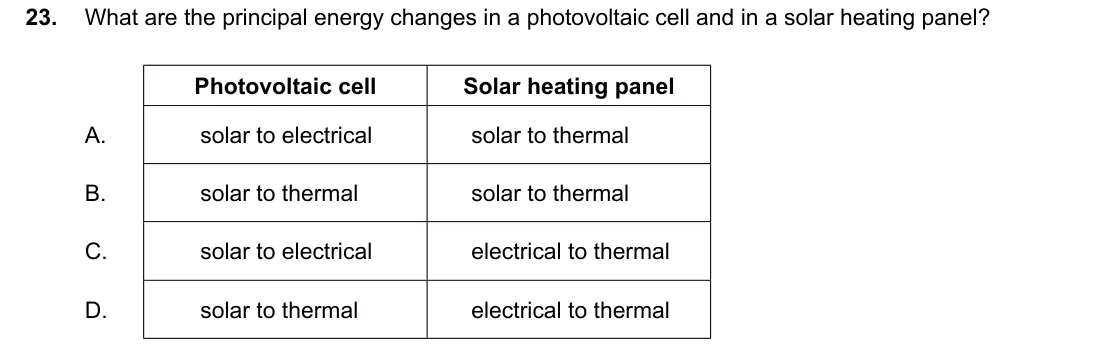 23. What are the principal energy changes in a photovoltaic cell and in a solar heating panel?
Photovoltaic cell Solar heating panel
A. solar to electrical solar to thermal
B. solar to thermal solar to thermal
C. solar to electrical electrical to thermal
D. solar to thermal electrical to thermal